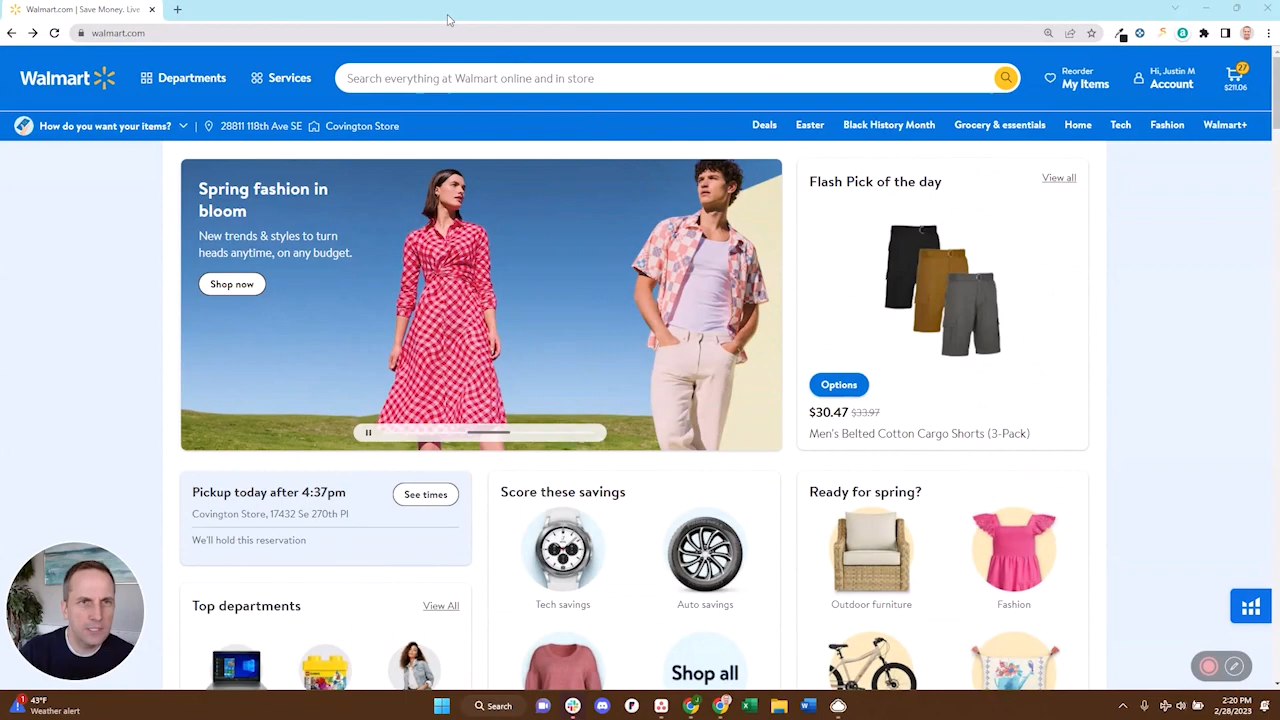 Walmart.com | Save Money. Live
walmart.com
Walmart
Departments
Services
Search everything at Walmart online and in store
Reorder
My Items
Hi, Justin M
Account
27
$211.06
How do you want your items?
28811 118th Ave SE
Covington Store
Deals
Easter
Black History Month
Grocery & essentials
Home
Tech
Fashion
Walmart+
Spring fashion in
bloom
New trends & styles to turn
heads anytime, on any budget.
Shop now
Flash Pick of the day
View all
Options
$30.47 $33.97
Men's Belted Cotton Cargo Shorts (3-Pack)
Pickup today after 4:37pm
See times
Covington Store, 17432 Se 270th Pl
We'll hold this reservation
Top departments
View All
Score these savings
Tech savings
Auto savings
Shop all
Ready for spring?
Outdoor furniture
Fashion
43°F
Weather alert
Search
2:20 PM
2/28/2023